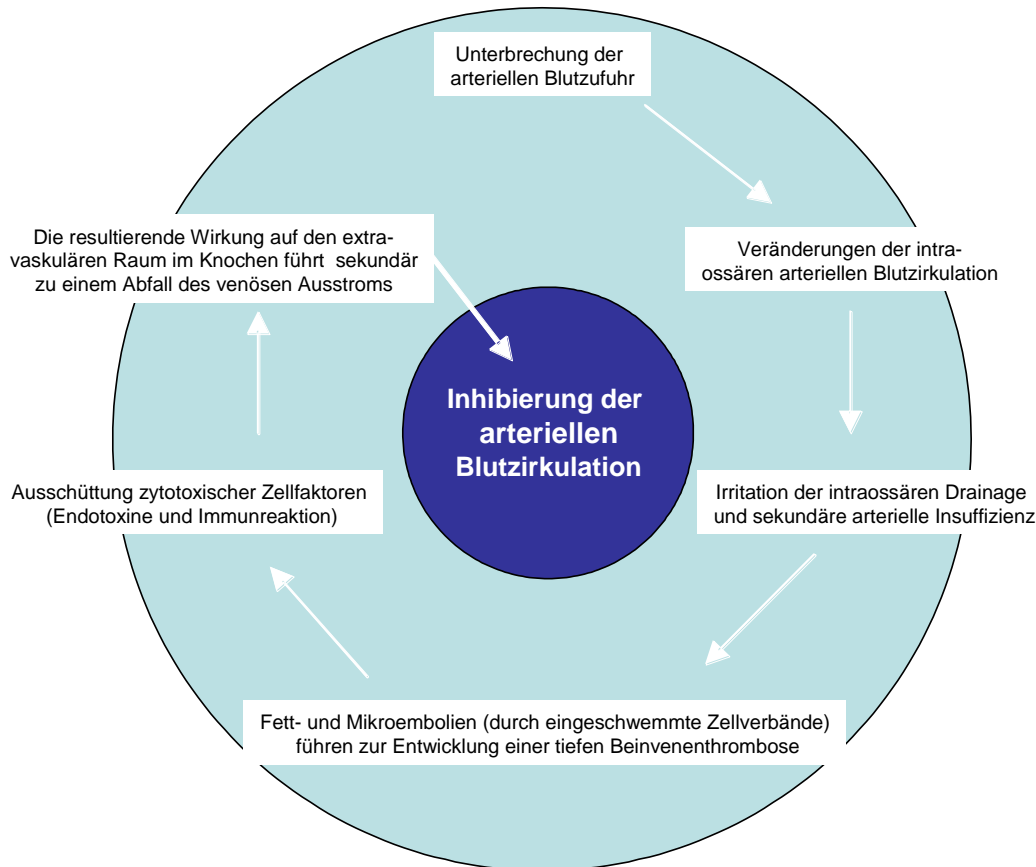 Unterbrechung der
arteriellen Blutzufuhr
Veränderungen der intra-
ossären arteriellen Blutzirkulation
Irritation der intraossären Drainage
und sekundäre arterielle Insuffizienz
Fett- und Mikroembolien (durch eingeschwemmte Zellverbände)
führen zur Entwicklung einer tiefen Beinvenenthrombose
Ausschüttung zytotoxischer Zellfaktoren
(Endotoxine und Immunreaktion)
Die resultierende Wirkung auf den extra-
vaskulären Raum im Knochen führt sekundär
zu einem Abfall des venösen Ausstroms
Inhibierung der
arteriellen
Blutzirkulation